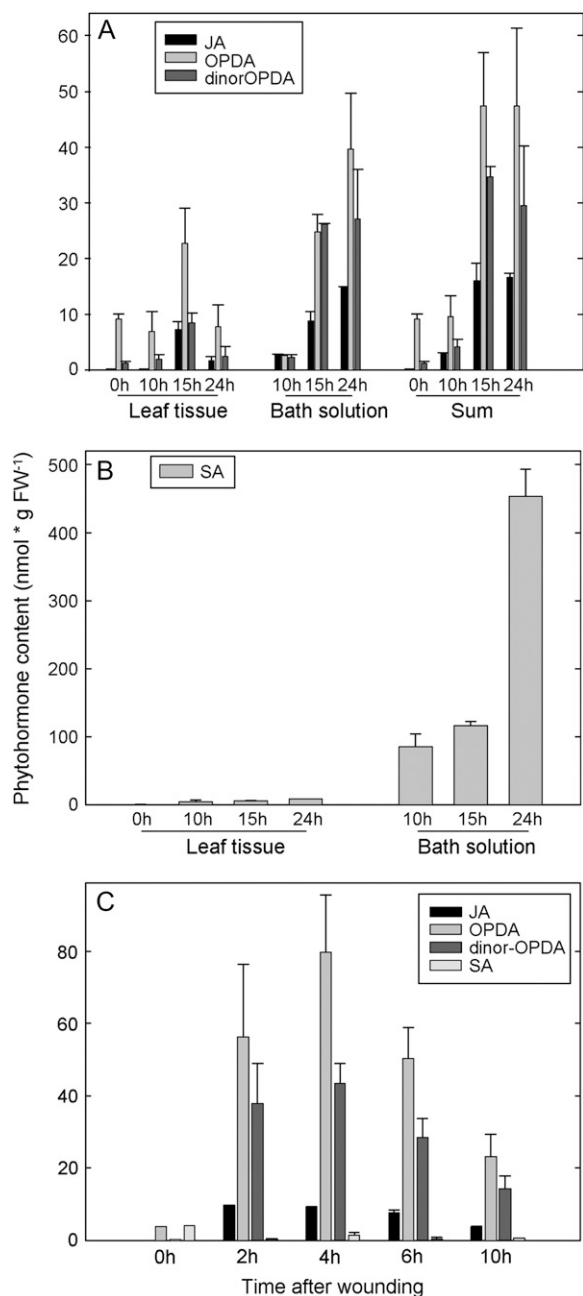 A
JA
OPDA
dinorOPDA
60
50
40
30
20
10
0
0h 10h 15h 24h 10h 15h 24h 0h 10h 15h 24h
Leaf tissue Bath solution Sum
B
SA
500
400
300
200
100
0
0h 10h 15h 24h 10h 15h 24h
Leaf tissue Bath solution
Phytohormone content (nmol * g FW⁻¹)
C
JA
OPDA
dinor-OPDA
SA
80
60
40
20
0
0h 2h 4h 6h 10h
Time after wounding